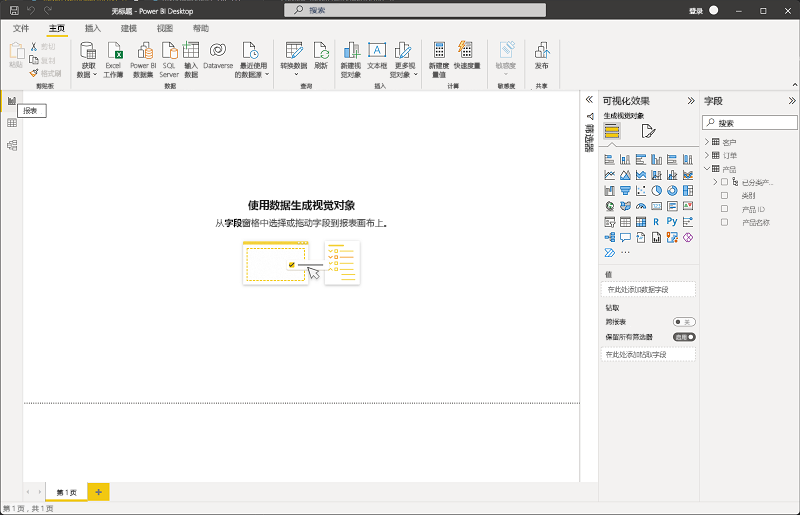 无标题 - Power BI Desktop
搜索
登录
文件 主页 插入 建模 视图 帮助
粘贴
剪切
复制
格式刷
剪贴板
获取数据
Excel 工作簿
Power BI 数据集
SQL Server
输入数据
Dataverse
最近使用的数据源
数据
转换数据
刷新
查询
新建视觉对象
文本框
更多视觉对象
插入
新建度量值
快速度量
计算
敏感度
敏感度
发布
共享
报表
使用数据生成视觉对象
从字段窗格中选择或拖动字段到报表画布上。
筛选器
可视化效果
生成视觉对象
R Py
值
在此处添加数据字段
钻取
跨报表
关
保留所有筛选器
在此处添加钻取字段
字段
搜索
客户
订单
产品
已分类产...
类别
产品 ID
产品名称
第 1 页
第 1 页，共 1 页